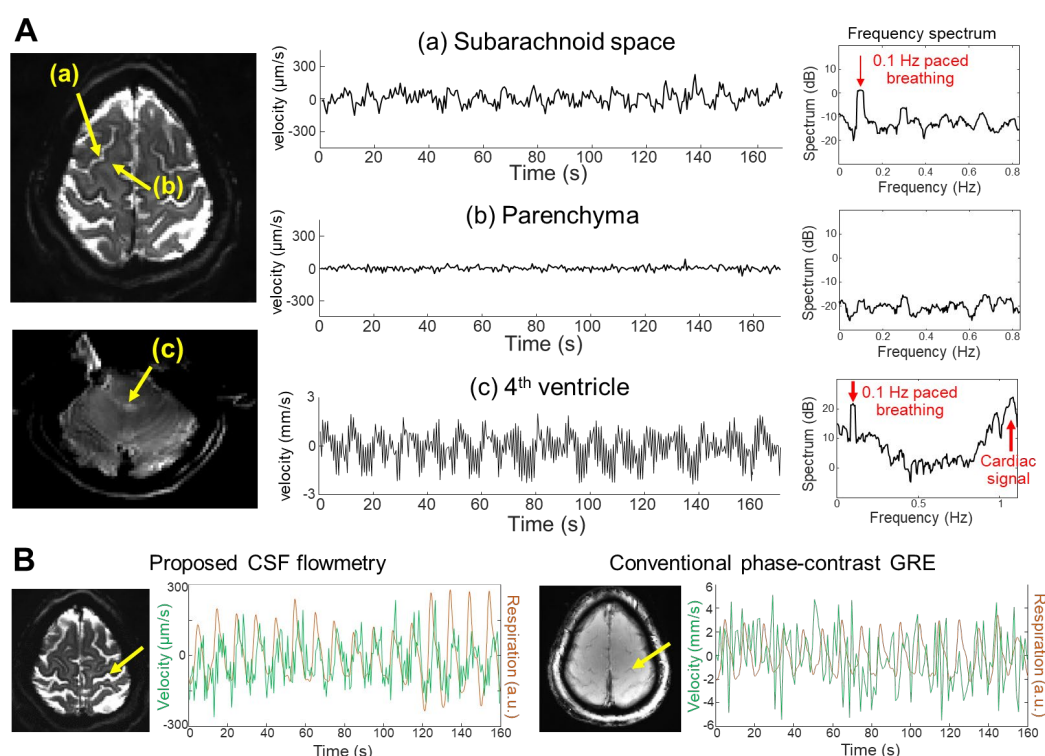 A
(a) Subarachnoid space
Frequency spectrum
(a)
(b)
velocity (µm/s)
300
0
-300
0 20 40 60 80 100 120 140 160
Time (s)
Spectrum (dB)
10
0
-10
-20
0.1 Hz paced
breathing
0 0.2 0.4 0.6 0.8
Frequency (Hz)
(b) Parenchyma
velocity (µm/s)
300
0
-300
0 20 40 60 80 100 120 140 160
Time (s)
Spectrum (dB)
10
0
-10
-20
0 0.2 0.4 0.6 0.8
Frequency (Hz)
(c)
(c) 4th ventricle
velocity (mm/s)
3
0
-3
0 20 40 60 80 100 120 140 160
Time (s)
Spectrum (dB)
20
10
0
0.1 Hz paced
breathing
Cardiac
signal
0 0.5 1
Frequency (Hz)
B
Proposed CSF flowmetry
Velocity (µm/s)
300
0
-300
0 20 40 60 80 100 120 140 160
Time (s)
Respiration (a.u.)
Conventional phase-contrast GRE
Velocity (mm/s)
6
4
2
0
-2
-4
-6
0 20 40 60 80 100 120 140 160
Time (s)
Respiration (a.u.)